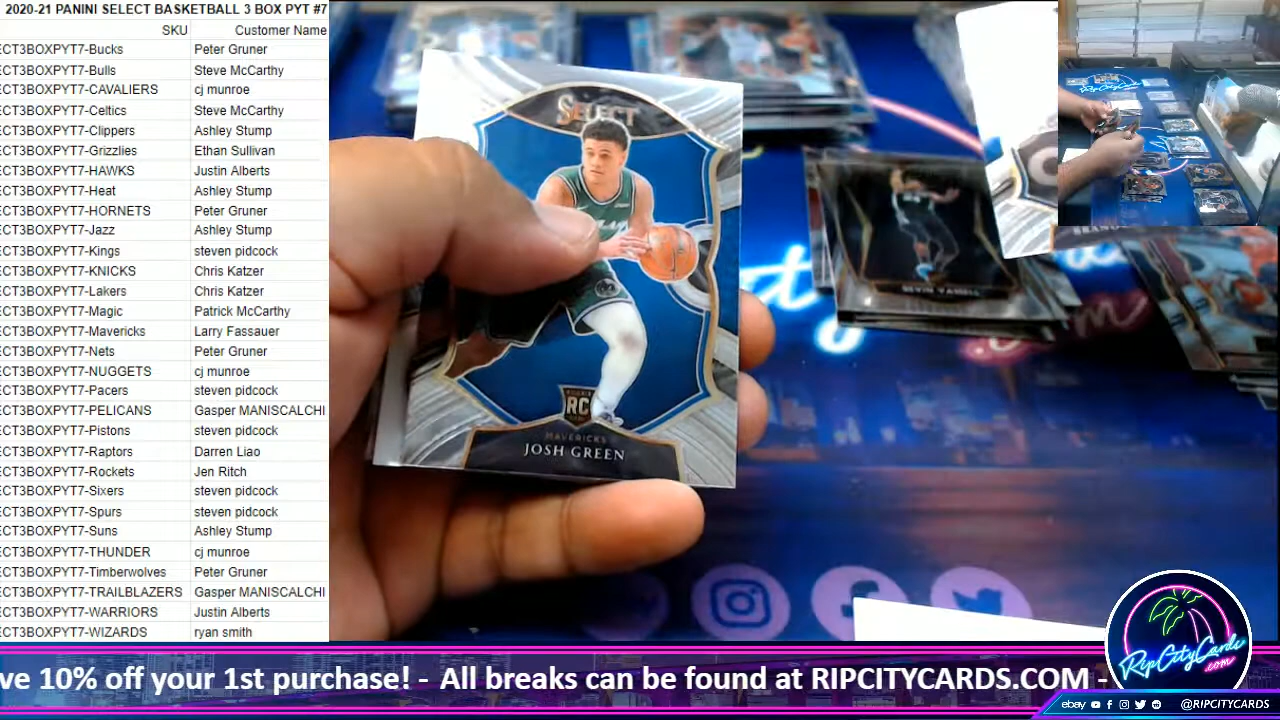 2020-21 PANINI SELECT BASKETBALL 3 BOX PYT #7
SKU Customer Name
ECT3BOXPYT7-Bucks Peter Gruner
ECT3BOXPYT7-Bulls Steve McCarthy
ECT3BOXPYT7-CAVALIERS cj munroe
ECT3BOXPYT7-Celtics Steve McCarthy
ECT3BOXPYT7-Clippers Ashley Stump
ECT3BOXPYT7-Grizzlies Ethan Sullivan
ECT3BOXPYT7-HAWKS Justin Alberts
ECT3BOXPYT7-Heat Ashley Stump
ECT3BOXPYT7-HORNETS Peter Gruner
ECT3BOXPYT7-Jazz Ashley Stump
ECT3BOXPYT7-Kings steven pidcock
ECT3BOXPYT7-KNICKS Chris Katzer
ECT3BOXPYT7-Lakers Chris Katzer
ECT3BOXPYT7-Magic Patrick McCarthy
ECT3BOXPYT7-Mavericks Larry Fassauer
ECT3BOXPYT7-Nets Peter Gruner
ECT3BOXPYT7-NUGGETS cj munroe
ECT3BOXPYT7-Pacers steven pidcock
ECT3BOXPYT7-PELICANS Gasper MANISCALCHI
ECT3BOXPYT7-Pistons steven pidcock
ECT3BOXPYT7-Raptors Darren Liao
ECT3BOXPYT7-Rockets Jen Ritch
ECT3BOXPYT7-Sixers steven pidcock
ECT3BOXPYT7-Spurs steven pidcock
ECT3BOXPYT7-Suns Ashley Stump
ECT3BOXPYT7-THUNDER cj munroe
ECT3BOXPYT7-Timberwolves Peter Gruner
ECT3BOXPYT7-TRAILBLAZERS Gasper MANISCALCHI
ECT3BOXPYT7-WARRIORS Justin Alberts
ECT3BOXPYT7-WIZARDS ryan smith
SELECT
RC
MAVERICKS
JOSH GREEN
DEVIN VASSELL
ve 10% off your 1st purchase! - All breaks can be found at RIPCITYCARDS.COM -
RipCityCards
.com
ebay @RIPCITYCARDS